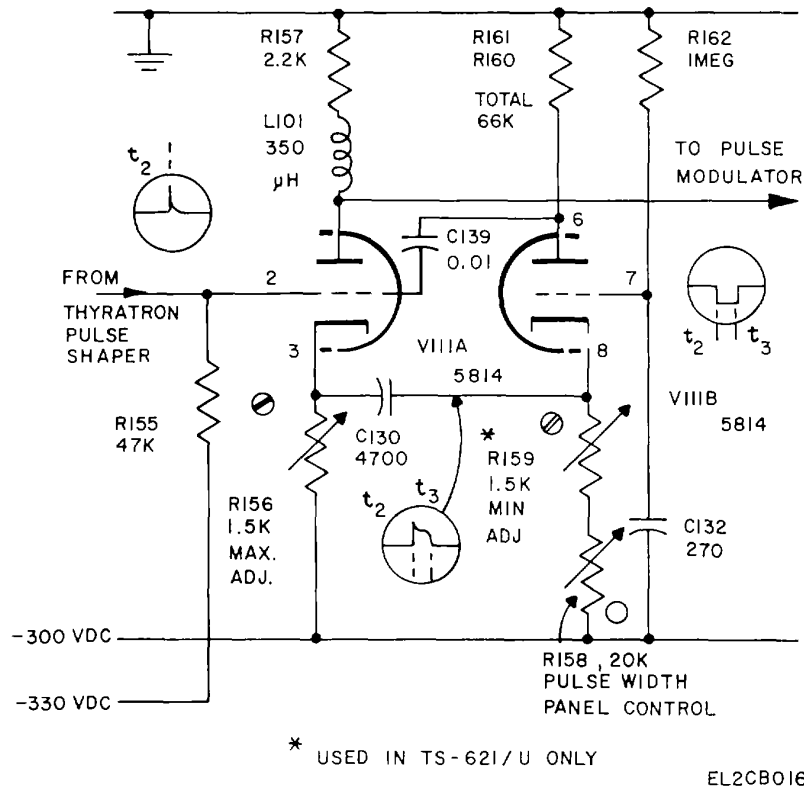 R157
2.2K
R161
R160
TOTAL
66K
R162
1MEG
L101
350
µH
t2
TO PULSE
MODULATOR
C139
0.01
6
FROM
THYRATRON
PULSE
SHAPER
2
7
t2 t3
3
V111A
5814
8
V111B
5814
R155
47K
C130
4700
*
R159
1.5K
MIN
ADJ
t2 t3
R156
1.5K
MAX.
ADJ.
C132
270
-300 VDC
R158, 20K
PULSE WIDTH
PANEL CONTROL
-330 VDC
* USED IN TS-621/U ONLY
EL2CB016